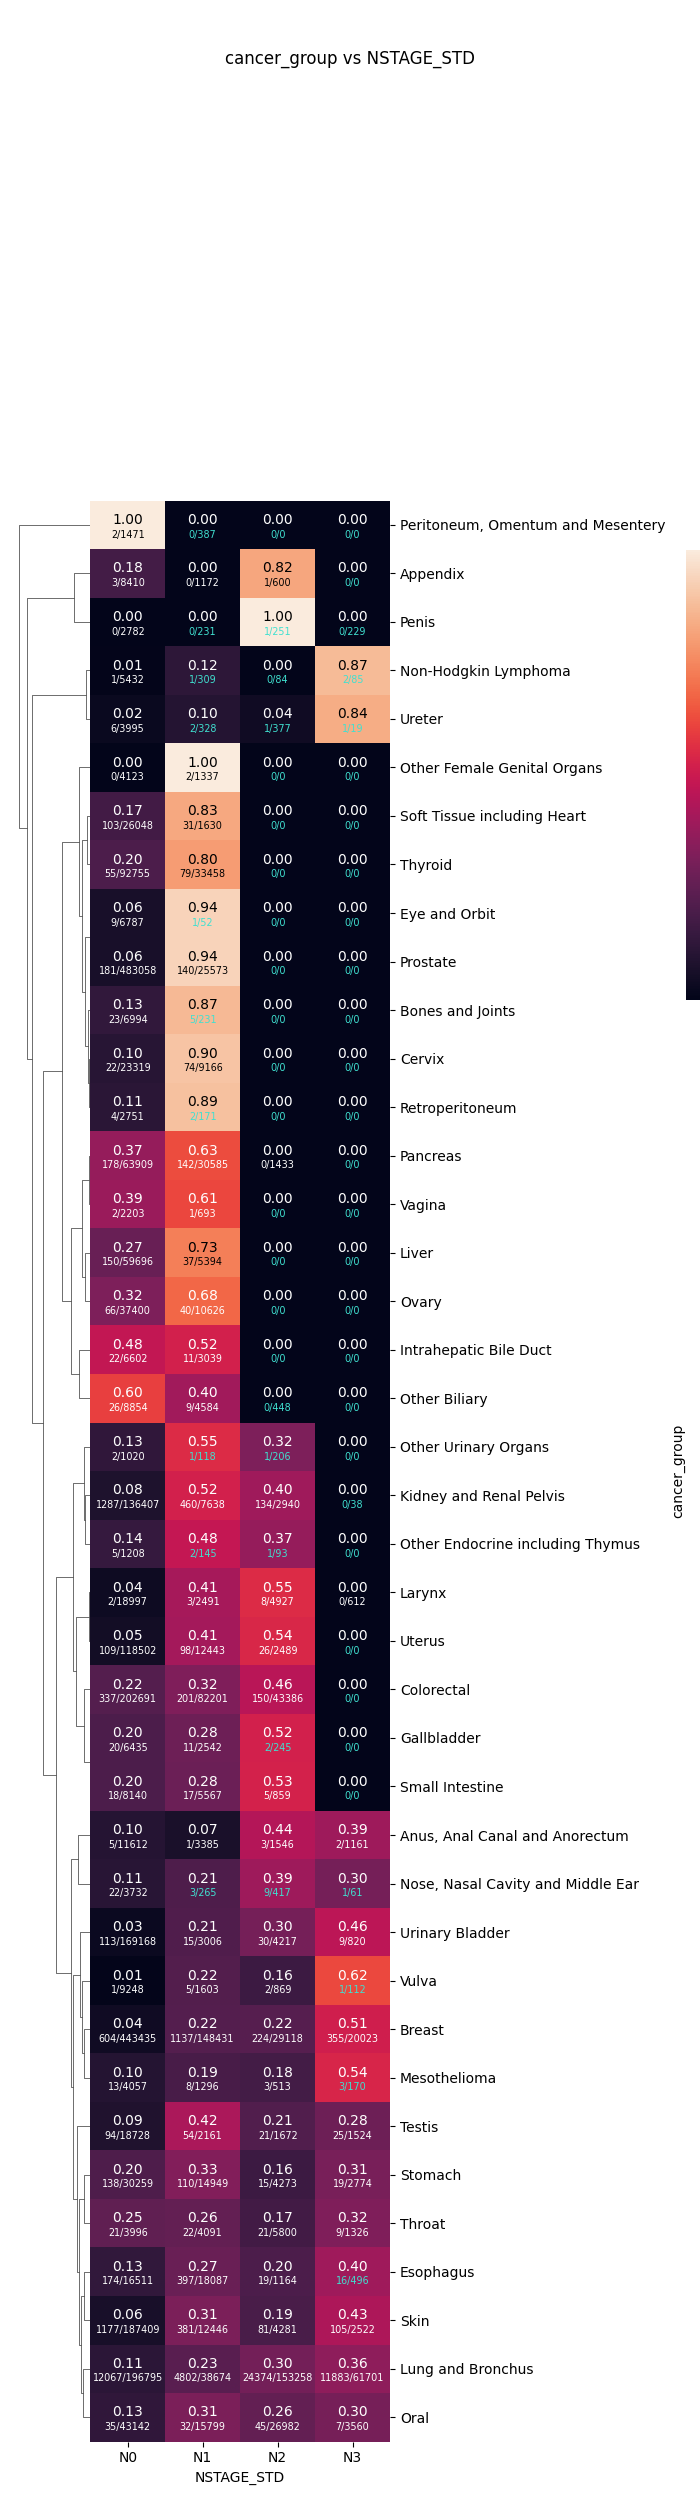 cancer_group vs NSTAGE_STD
1.00 0.00 0.00 0.00 Peritoneum, Omentum and Mesentery
2/1471 0/387 0/0 0/0
0.18 0.00 0.82 0.00 Appendix
3/8410 0/1172 1/600 0/0
0.00 0.00 1.00 0.00 Penis
0/2782 0/231 1/251 0/229
0.01 0.12 0.00 0.87 Non-Hodgkin Lymphoma
1/5432 1/309 0/84 2/85
0.02 0.10 0.04 0.84 Ureter
6/3995 2/328 1/377 1/19
0.00 1.00 0.00 0.00 Other Female Genital Organs
0/4123 2/1337 0/0 0/0
0.17 0.83 0.00 0.00 Soft Tissue including Heart
103/26048 31/1630 0/0 0/0
0.20 0.80 0.00 0.00 Thyroid
55/92755 79/33458 0/0 0/0
0.06 0.94 0.00 0.00 Eye and Orbit
9/6787 1/52 0/0 0/0
0.06 0.94 0.00 0.00 Prostate
181/483058 140/25573 0/0 0/0
0.13 0.87 0.00 0.00 Bones and Joints
23/6994 5/231 0/0 0/0
0.10 0.90 0.00 0.00 Cervix
22/23319 74/9166 0/0 0/0
0.11 0.89 0.00 0.00 Retroperitoneum
4/2751 2/171 0/0 0/0
0.37 0.63 0.00 0.00 Pancreas
178/63909 142/30585 0/1433 0/0
0.39 0.61 0.00 0.00 Vagina
2/2203 1/693 0/0 0/0
0.27 0.73 0.00 0.00 Liver
150/59696 37/5394 0/0 0/0
0.32 0.68 0.00 0.00 Ovary
66/37400 40/10626 0/0 0/0
0.48 0.52 0.00 0.00 Intrahepatic Bile Duct
22/6602 11/3039 0/0 0/0
0.60 0.40 0.00 0.00 Other Biliary
26/8854 9/4584 0/448 0/0
0.13 0.55 0.32 0.00 Other Urinary Organs
2/1020 1/118 1/206 0/0
0.08 0.52 0.40 0.00 Kidney and Renal Pelvis
1287/136407 460/7638 134/2940 0/38
0.14 0.48 0.37 0.00 Other Endocrine including Thymus
5/1208 2/145 1/93 0/0
0.04 0.41 0.55 0.00 Larynx
2/18997 3/2491 8/4927 0/612
0.05 0.41 0.54 0.00 Uterus
109/118502 98/12443 26/2489 0/0
0.22 0.32 0.46 0.00 Colorectal
337/202691 201/82201 150/43386 0/0
0.20 0.28 0.52 0.00 Gallbladder
20/6435 11/2542 2/245 0/0
0.20 0.28 0.53 0.00 Small Intestine
18/8140 17/5567 5/859 0/0
0.10 0.07 0.44 0.39 Anus, Anal Canal and Anorectum
5/11612 1/3385 3/1546 2/1161
0.11 0.21 0.39 0.30 Nose, Nasal Cavity and Middle Ear
22/3732 3/265 9/417 1/61
0.03 0.21 0.30 0.46 Urinary Bladder
113/169168 15/3006 30/4217 9/820
0.01 0.22 0.16 0.62 Vulva
1/9248 5/1603 2/869 1/112
0.04 0.22 0.22 0.51 Breast
604/443435 1137/148431 224/29118 355/20023
0.10 0.19 0.18 0.54 Mesothelioma
13/4057 8/1296 3/513 3/170
0.09 0.42 0.21 0.28 Testis
94/18728 54/2161 21/1672 25/1524
0.20 0.33 0.16 0.31 Stomach
138/30259 110/14949 15/4273 19/2774
0.25 0.26 0.17 0.32 Throat
21/3996 22/4091 21/5800 9/1326
0.13 0.27 0.20 0.40 Esophagus
174/16511 397/18087 19/1164 16/496
0.06 0.31 0.19 0.43 Skin
1177/187409 381/12446 81/4281 105/2522
0.11 0.23 0.30 0.36 Lung and Bronchus
12067/196795 4802/38674 24374/153258 11883/61701
0.13 0.31 0.26 0.30 Oral
35/43142 32/15799 45/26982 7/3560
N0 N1 N2 N3
NSTAGE_STD
cancer_group